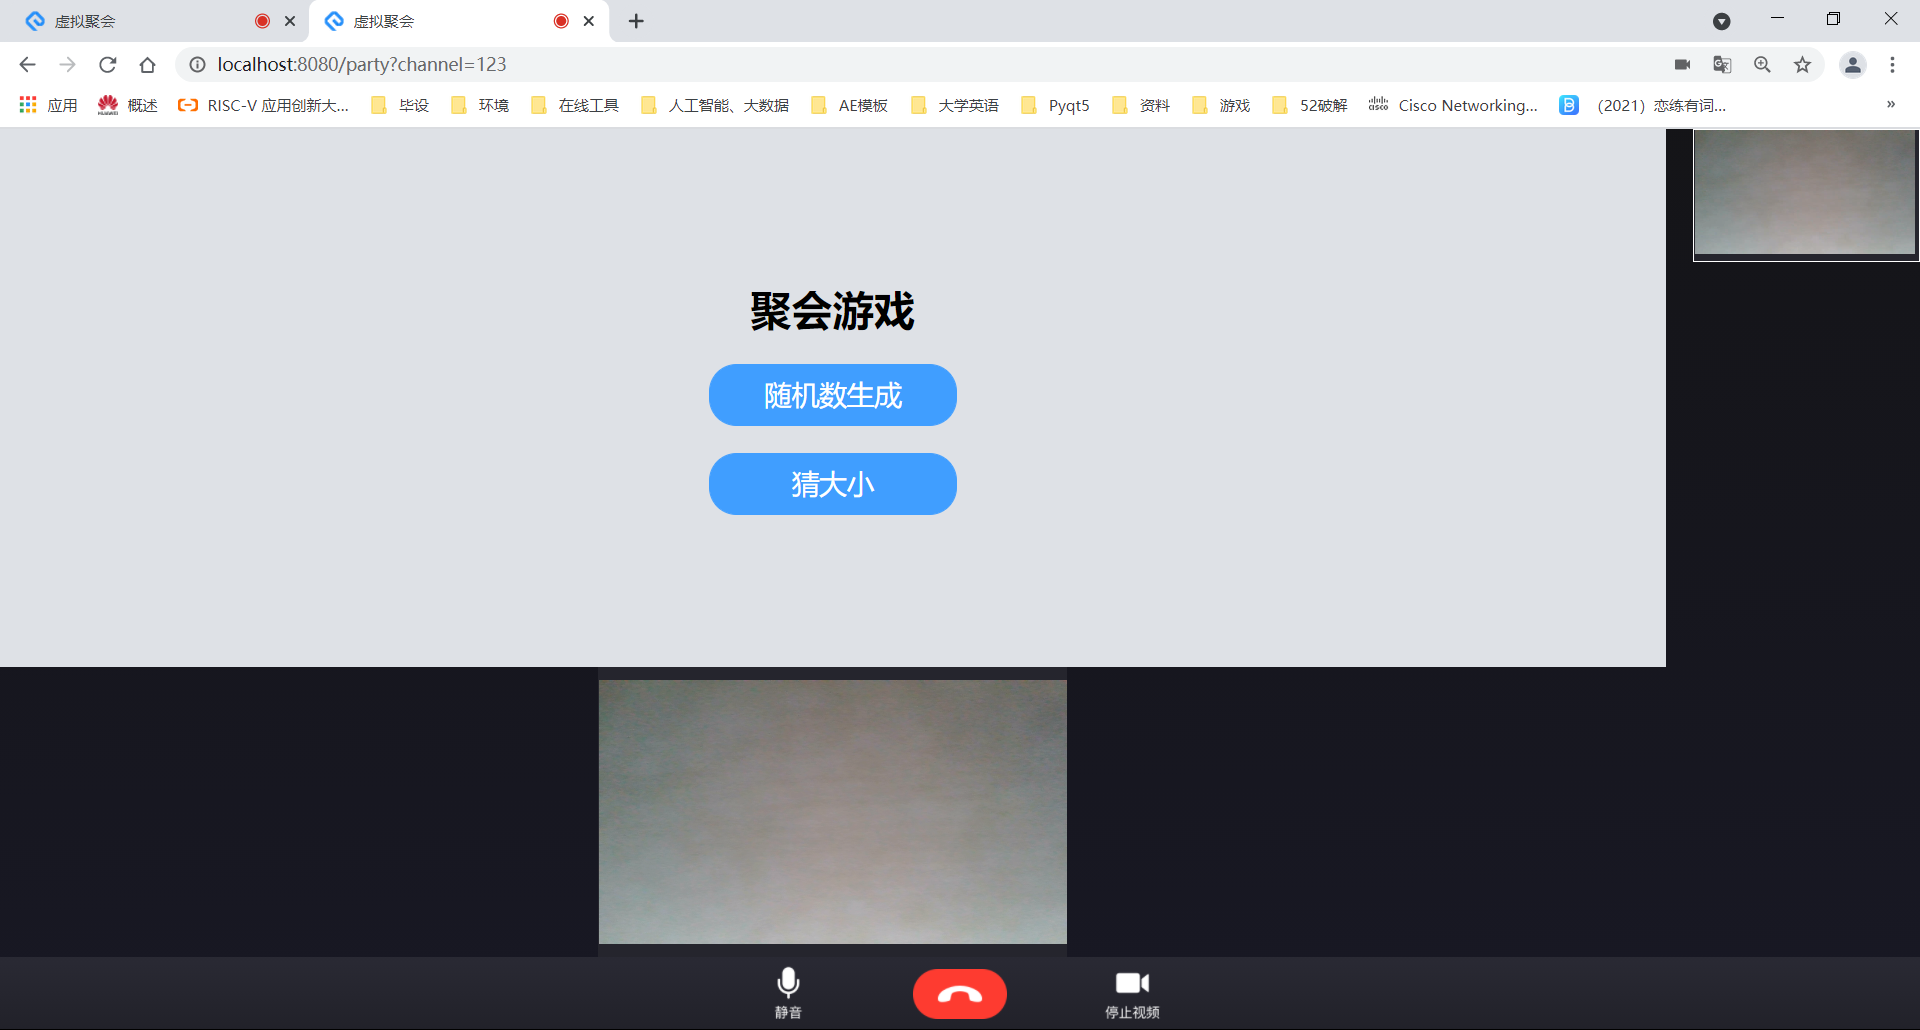 虚拟聚会
虚拟聚会
localhost:8080/party?channel=123
应用
HUAWEI
概述
RISC-V 应用创新大...
毕设
环境
在线工具
人工智能、大数据
AE模板
大学英语
Pyqt5
资料
游戏
52破解
cisco
Cisco Networking...
（2021）恋练有词...
»
聚会游戏
随机数生成
猜大小
静音
停止视频